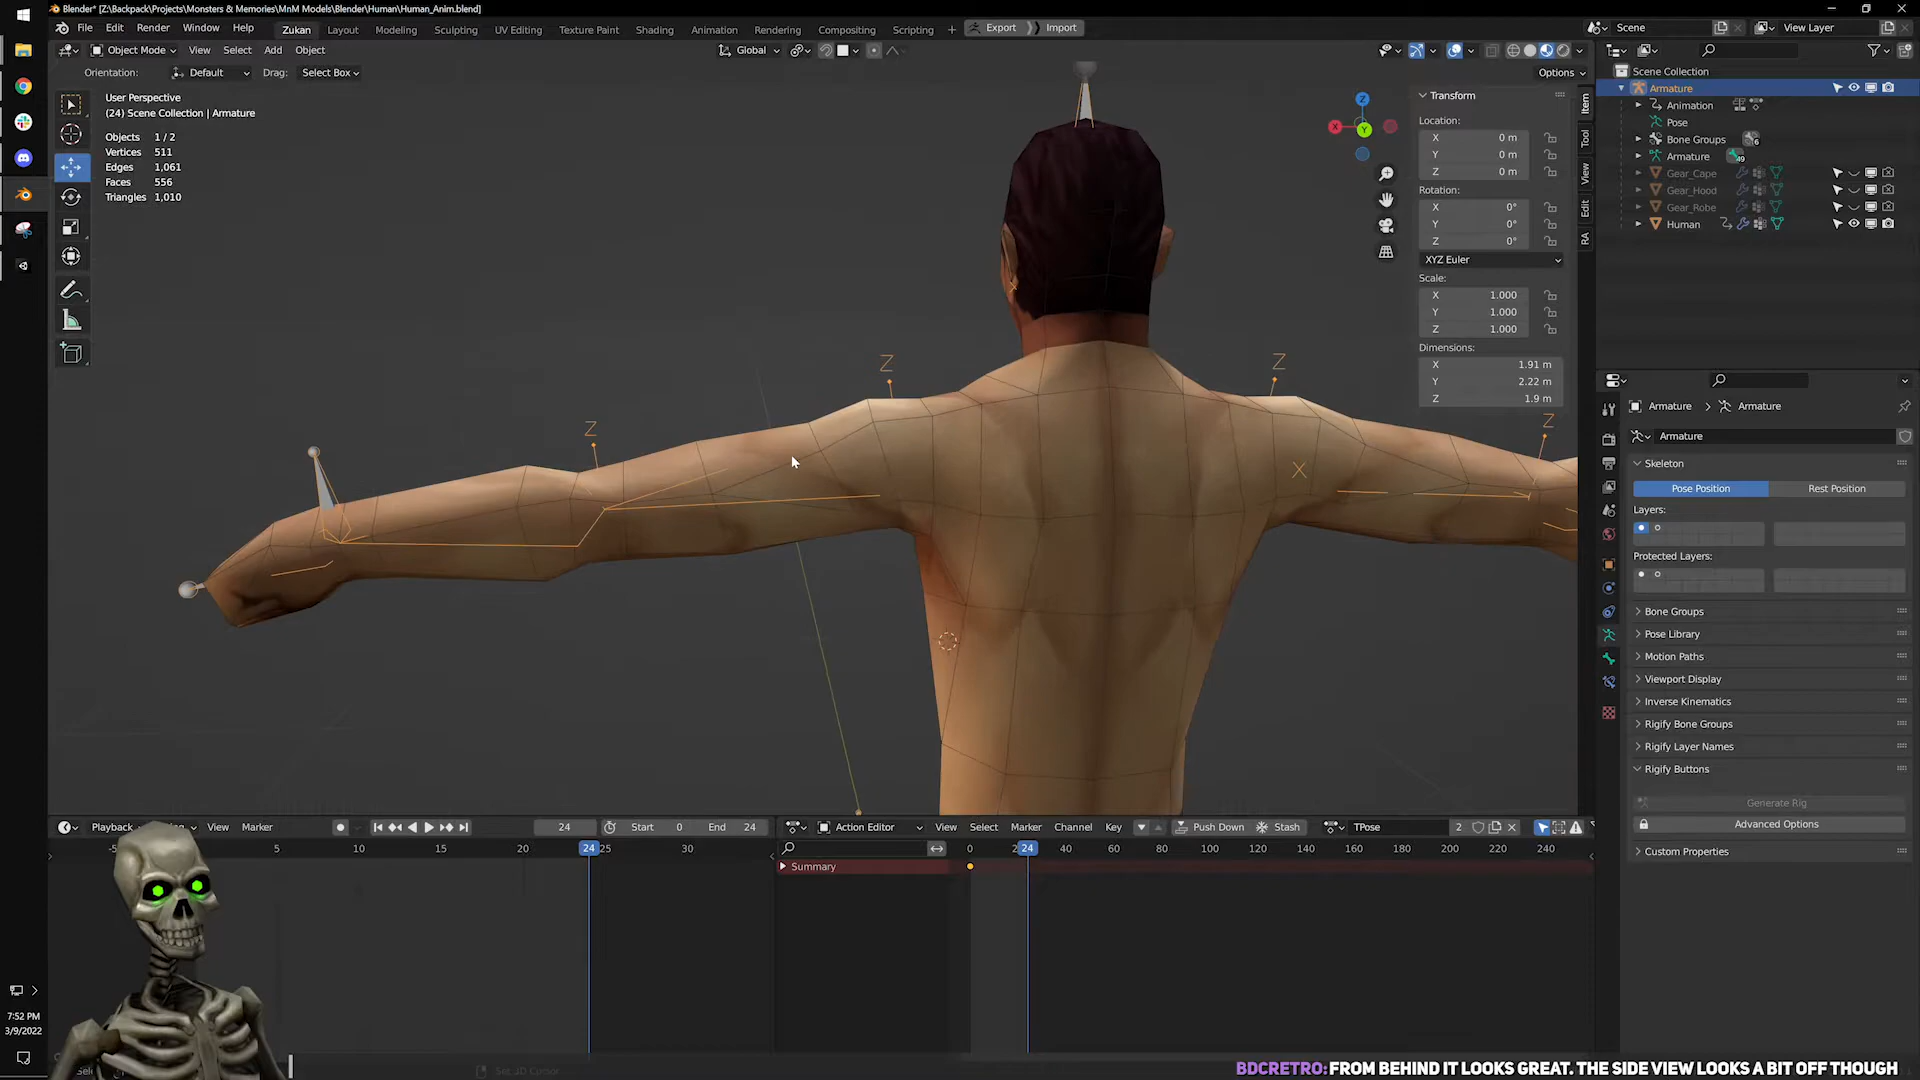 Blender* [Z:\Backpack\Projects\Monsters & Memories\MnM Models\Blender\Human\Human_Anim.blend]
File Edit Render Window Help Zukan Layout Modeling Sculpting UV Editing Texture Paint Shading Animation Rendering Compositing Scripting + Export Import Scene View Layer
Object Mode View Select Add Object Global
Orientation: Default Drag: Select Box Options
User Perspective
(24) Scene Collection | Armature
Objects 1 / 2
Vertices 511
Edges 1,061
Faces 556
Triangles 1,010
Z
Z
Z
Z
X
Z
X
Y
Transform
Location:
X 0 m
Y 0 m
Z 0 m
Rotation:
X 0°
Y 0°
Z 0°
XYZ Euler
Scale:
X 1.000
Y 1.000
Z 1.000
Dimensions:
X 1.91 m
Y 2.22 m
Z 1.9 m
Item
Tool
View
Edit
RA
Scene Collection
Armature
Animation
Pose
Bone Groups 6
Armature 49
Gear_Cape
Gear_Hood
Gear_Robe
Human
Armature > Armature
Armature
Skeleton
Pose Position Rest Position
Layers:
Protected Layers:
Bone Groups
Pose Library
Motion Paths
Viewport Display
Inverse Kinematics
Rigify Bone Groups
Rigify Layer Names
Rigify Buttons
Generate Rig
Advanced Options
Custom Properties
Playback View Marker 24 Start 0 End 24
-5 5 10 15 20 24 25 30
Action Editor View Select Marker Channel Key Push Down Stash TPose 2
0 24 40 60 80 100 120 140 160 180 200 220 240
Summary
7:52 PM
3/9/2022
Set 3D Cursor
BDCRETRO: FROM BEHIND IT LOOKS GREAT. THE SIDE VIEW LOOKS A BIT OFF THOUGH